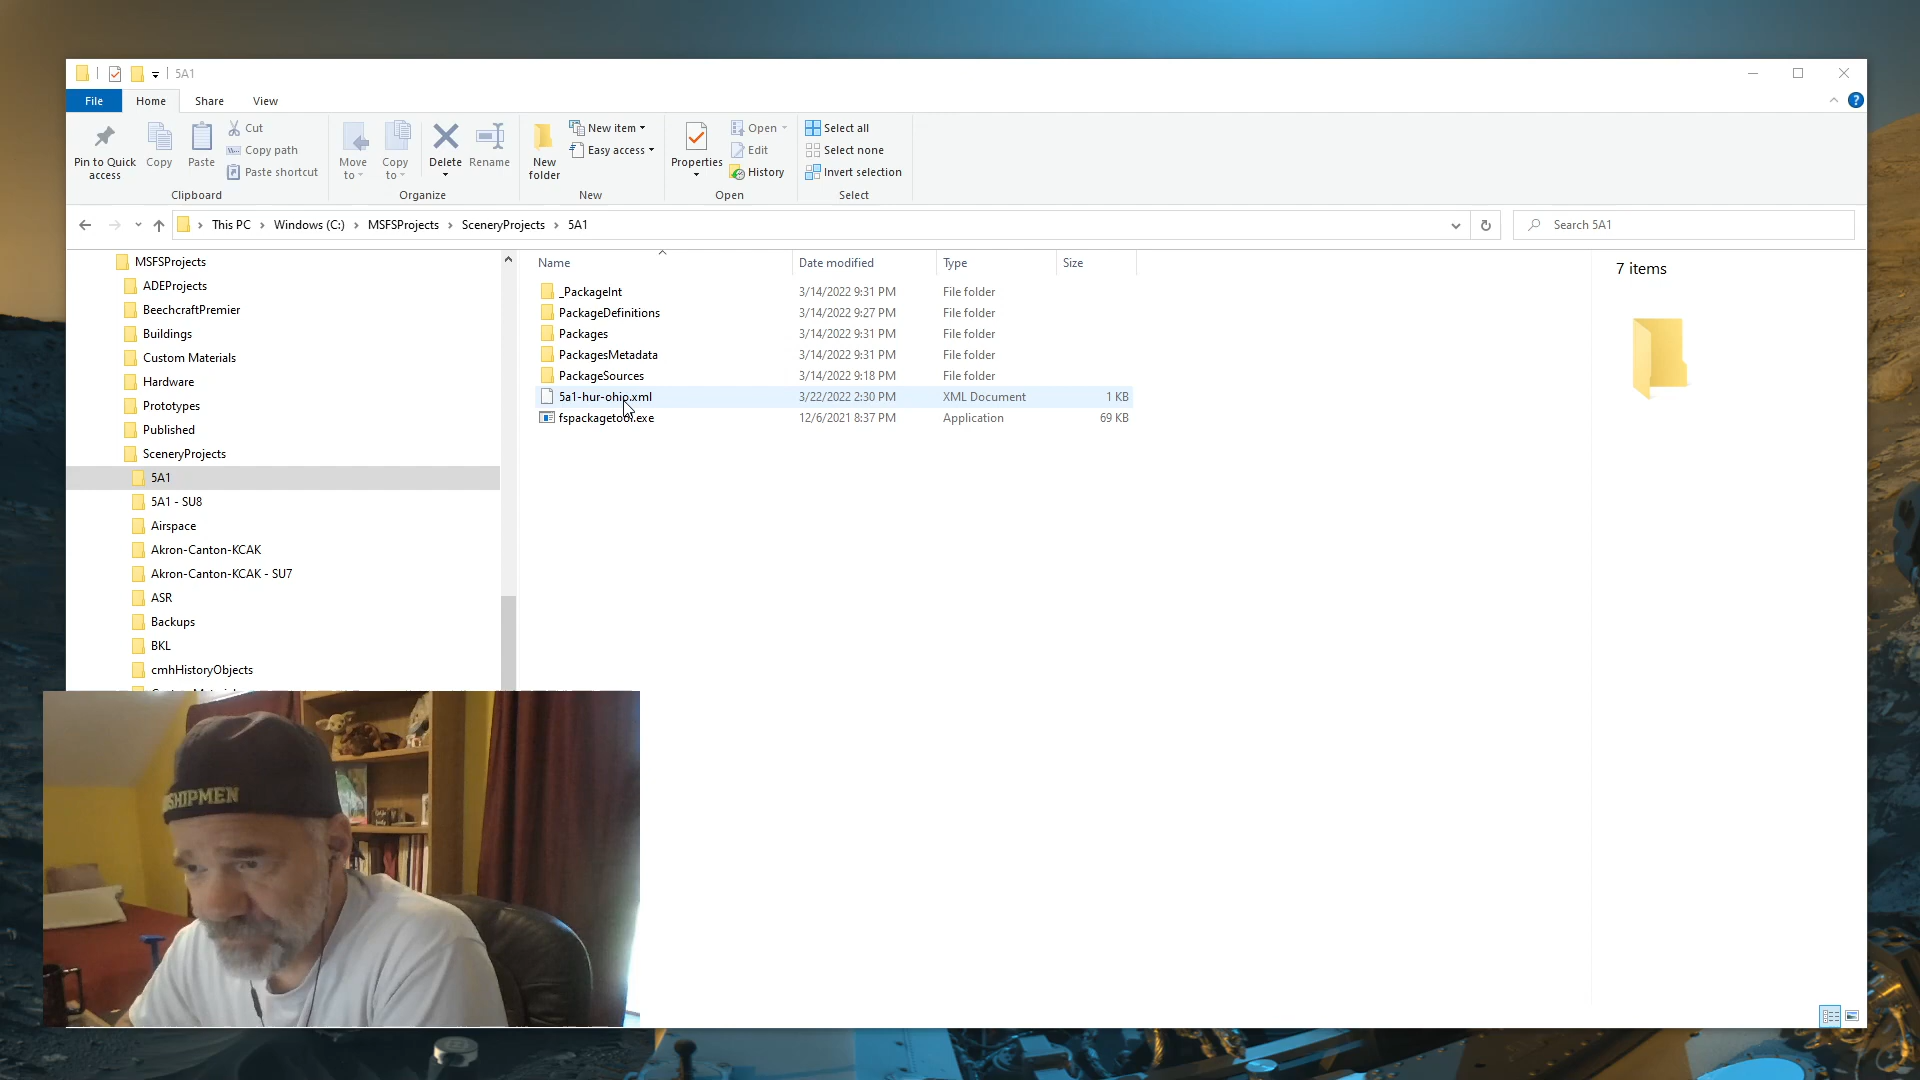 5A1
File Home Share View
Pin to Quick access
Copy
Paste
Cut
Copy path
Paste shortcut
Clipboard
Move to
Copy to
Delete
Rename
Organize
New folder
New item
Easy access
New
Properties
Open
Edit
History
Open
Select all
Select none
Invert selection
Select
This PC > Windows (C:) > MSFSProjects > SceneryProjects > 5A1
Search 5A1
MSFSProjects
ADEProjects
BeechcraftPremier
Buildings
Custom Materials
Hardware
Prototypes
Published
SceneryProjects
5A1
5A1 - SU8
Airspace
Akron-Canton-KCAK
Akron-Canton-KCAK - SU7
ASR
Backups
BKL
cmhHistoryObjects
Name Date modified Type Size
_PackageInt 3/14/2022 9:31 PM File folder
PackageDefinitions 3/14/2022 9:27 PM File folder
Packages 3/14/2022 9:31 PM File folder
PackagesMetadata 3/14/2022 9:31 PM File folder
PackageSources 3/14/2022 9:18 PM File folder
5a1-hur-ohio.xml 3/22/2022 2:30 PM XML Document 1 KB
fspackagetool.exe 12/6/2021 8:37 PM Application 69 KB
7 items
SHIPMEN